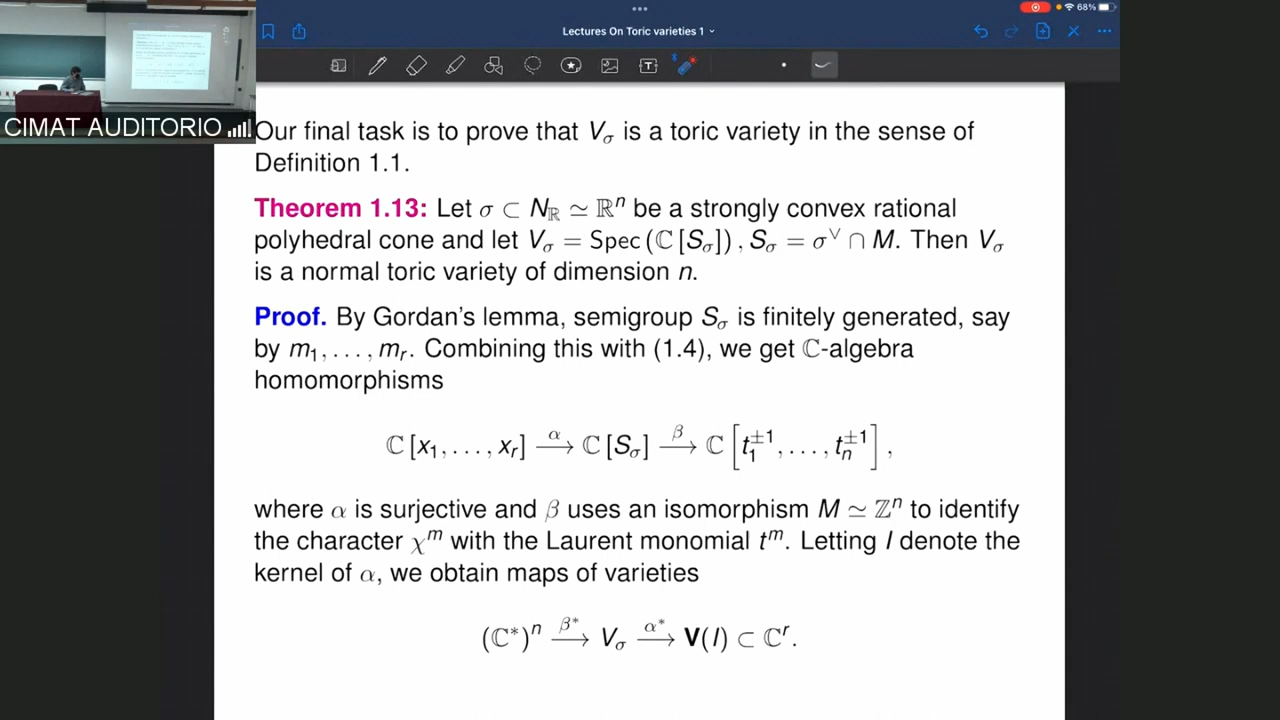 68%
Lectures On Toric varieties 1
CIMAT AUDITORIO
Our final task is to prove that $V_\sigma$ is a toric variety in the sense of
Definition 1.1.
Theorem 1.13: Let $\sigma \subset N_{\mathbb{R}} \simeq \mathbb{R}^n$ be a strongly convex rational
polyhedral cone and let $V_\sigma = \text{Spec}(\mathbb{C}[S_\sigma]), S_\sigma = \sigma^\vee \cap M$. Then $V_\sigma$
is a normal toric variety of dimension $n$.
Proof. By Gordan's lemma, semigroup $S_\sigma$ is finitely generated, say
by $m_1, \ldots, m_r$. Combining this with (1.4), we get $\mathbb{C}$-algebra
homomorphisms
$\mathbb{C}[x_1, \ldots, x_r] \xrightarrow{\alpha} \mathbb{C}[S_\sigma] \xrightarrow{\beta} \mathbb{C}\left[t_1^{\pm 1}, \ldots, t_n^{\pm 1}\right],$
where $\alpha$ is surjective and $\beta$ uses an isomorphism $M \simeq \mathbb{Z}^n$ to identify
the character $\chi^m$ with the Laurent monomial $t^m$. Letting $I$ denote the
kernel of $\alpha$, we obtain maps of varieties
$(\mathbb{C}^*)^n \xrightarrow{\beta^*} V_\sigma \xrightarrow{\alpha^*} \mathbf{V}(I) \subset \mathbb{C}^r.$